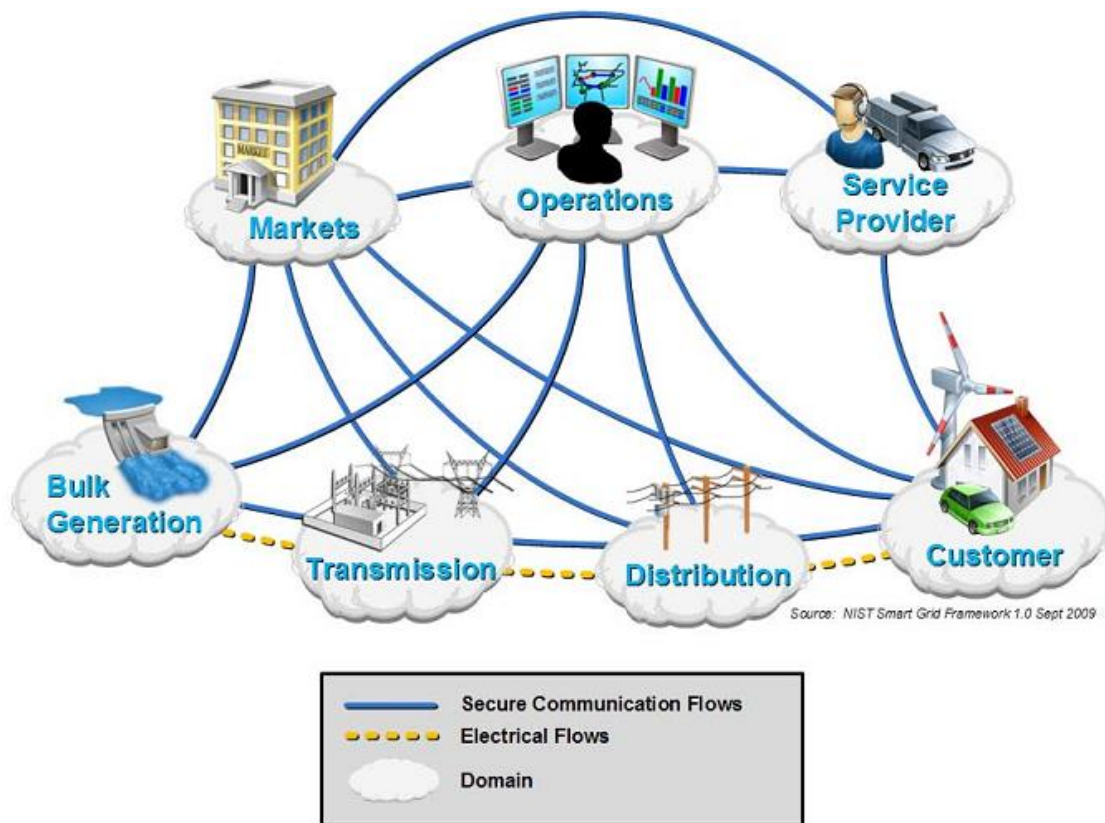 MARKET
Markets
Operations
Service
Provider
Bulk
Generation
Transmission
Distribution
Customer
Source: NIST Smart Grid Framework 1.0 Sept 2009
Secure Communication Flows
Electrical Flows
Domain